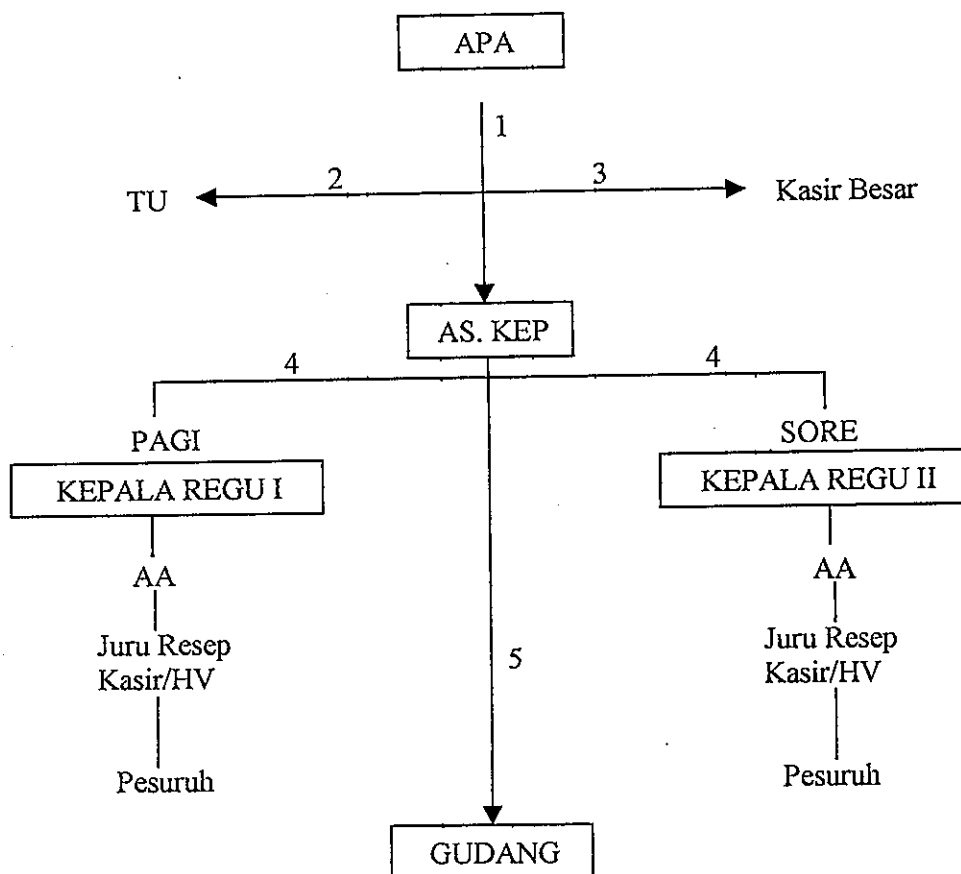 APA
1
2
3
TU
Kasir Besar
AS. KEP
4
4
PAGI
SORE
KEPALA REGU I
KEPALA REGU II
AA
AA
Juru Resep
Kasir/HV
Juru Resep
Kasir/HV
5
Pesuruh
Pesuruh
GUDANG